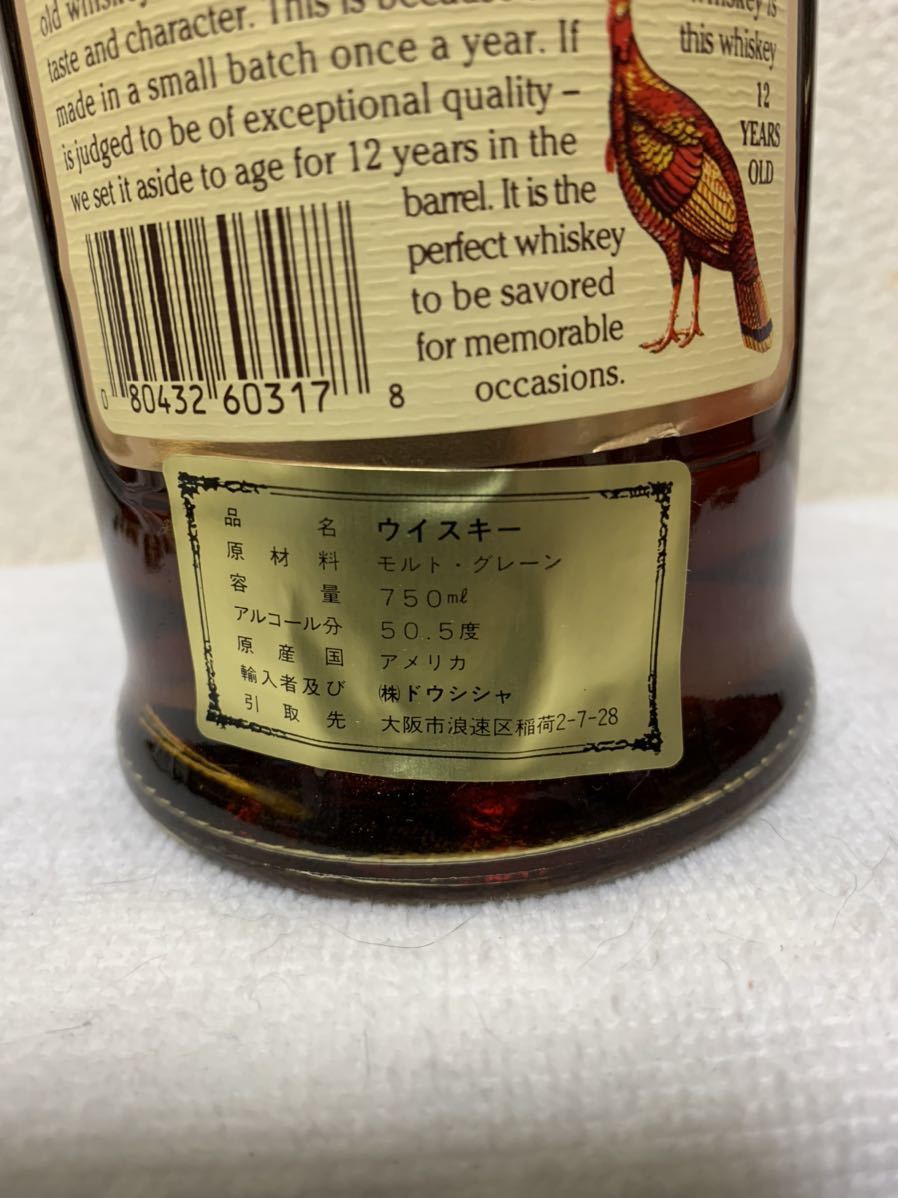 old whiskey
taste and character. This is because
made in a small batch once a year. If
is judged to be of exceptional quality –
we set it aside to age for 12 years in the
barrel. It is the
perfect whiskey
to be savored
for memorable
occasions.
whiskey is
this whiskey
12
YEARS
OLD
0 80432 60317 8
品名 ウイスキー
原材料 モルト・グレーン
容量 750㎖
アルコール分 50.5度
原産国 アメリカ
輸入者及び ㈱ドウシシャ
引取先 大阪市浪速区稲荷2-7-28